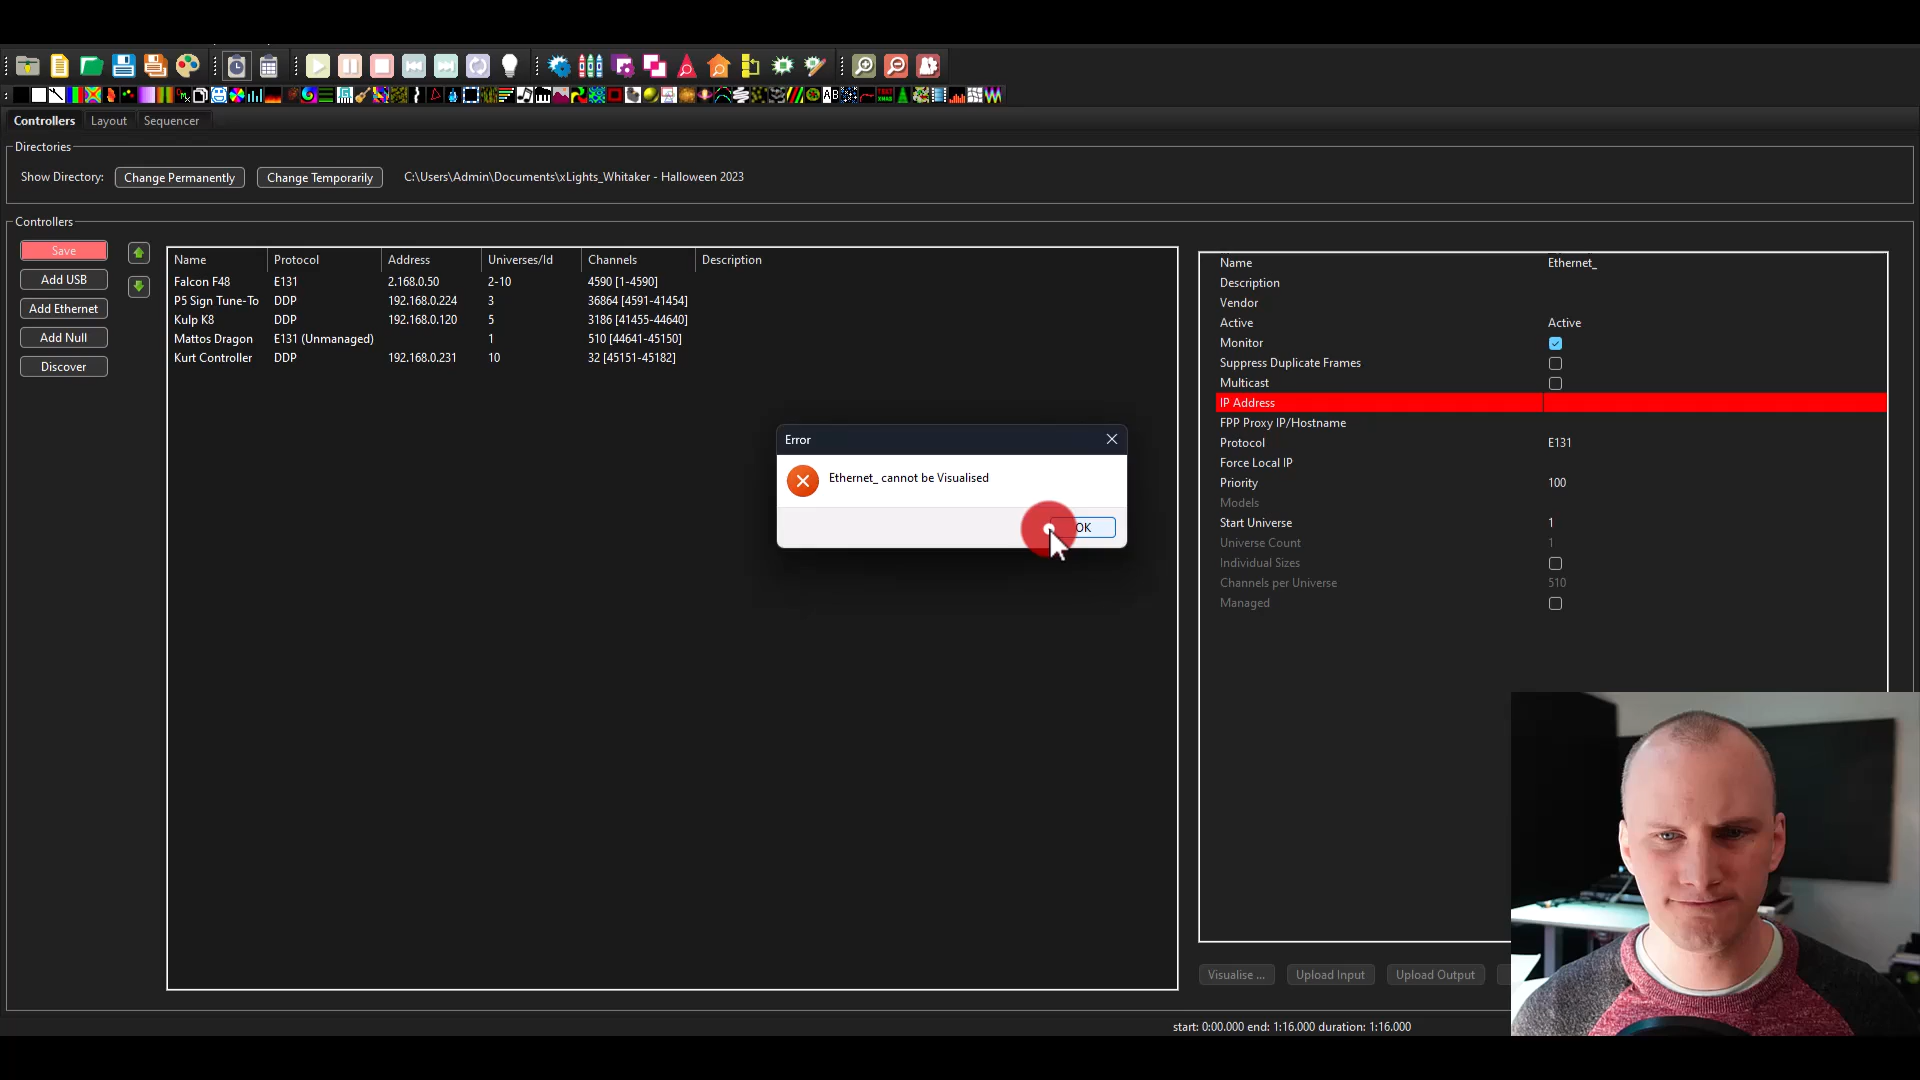 Controllers Layout Sequencer
Directories
Show Directory: Change Permanently Change Temporarily C:\Users\Admin\Documents\xLights_Whitaker - Halloween 2023
Controllers
Save
Add USB
Add Ethernet
Add Null
Discover
Name Protocol Address Universes/Id Channels Description
Falcon F48 E131 2.168.0.50 2-10 4590 [1-4590]
P5 Sign Tune-To DDP 192.168.0.224 3 36864 [4591-41454]
Kulp K8 DDP 192.168.0.120 5 3186 [41455-44640]
Mattos Dragon E131 (Unmanaged) 1 510 [44641-45150]
Kurt Controller DDP 192.168.0.231 10 32 [45151-45182]
Error
Ethernet_ cannot be Visualised
OK
Name Ethernet_
Description
Vendor
Active Active
Monitor
Suppress Duplicate Frames
Multicast
IP Address
FPP Proxy IP/Hostname
Protocol E131
Force Local IP
Priority 100
Models
Start Universe 1
Universe Count 1
Individual Sizes
Channels per Universe 510
Managed
Visualise ... Upload Input Upload Output
start: 0:00.000 end: 1:16.000 duration: 1:16.000